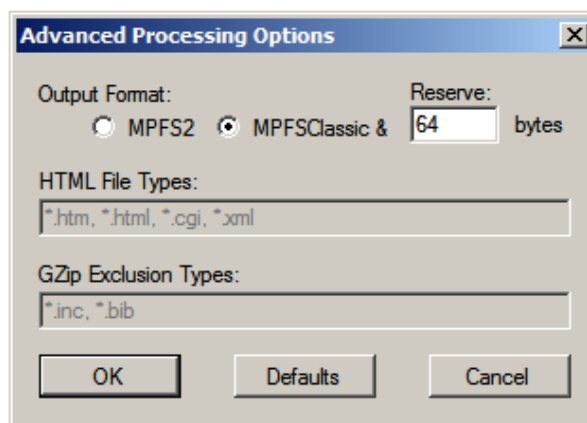 Advanced Processing Options
Output Format:
Reserve:
MPFS2 MPFSClassic & 64 bytes
HTML File Types:
*.htm, *.html, *.cgi, *.xml
GZip Exclusion Types:
*.inc, *.bib
OK Defaults Cancel